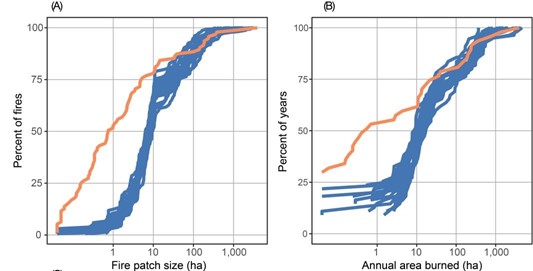 (A)
Percent of fires
100
75
50
25
0
1 10 100 1,000
Fire patch size (ha)
(B)
Percent of years
100
75
50
25
0
1 10 100 1,000
Annual area burned (ha)